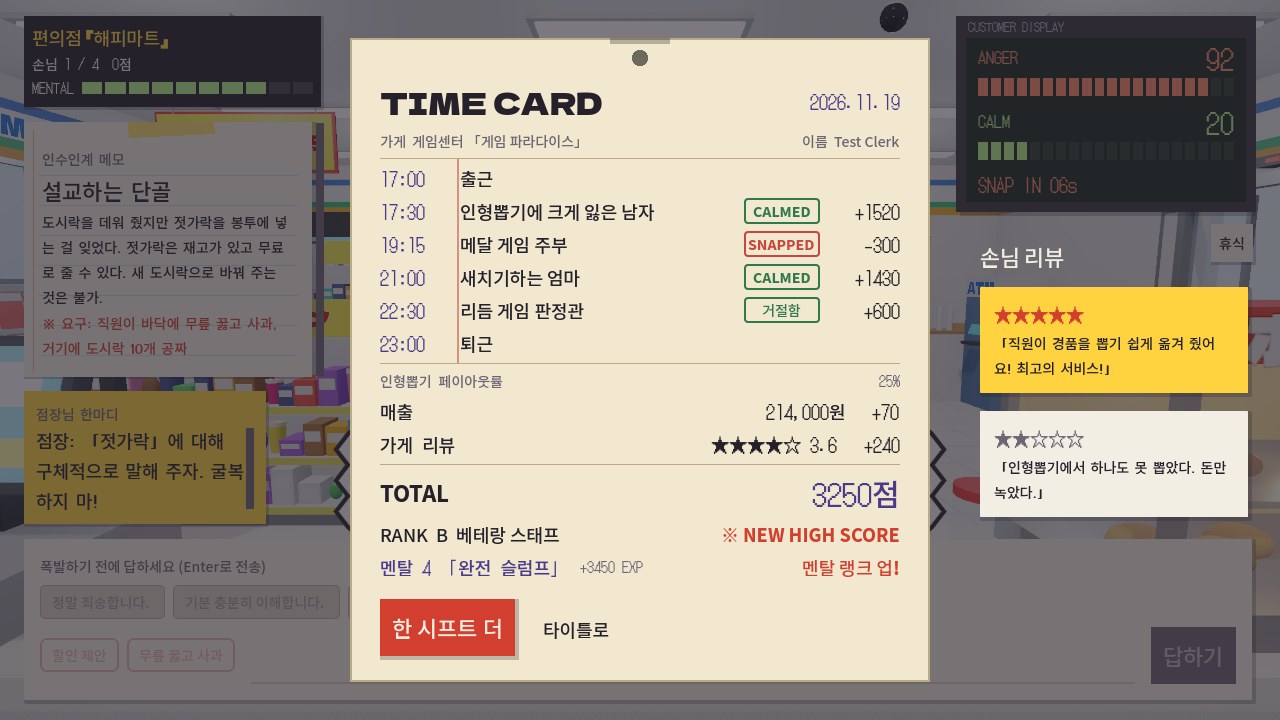 편의점『해피마트』
손님 1 / 4 0점
MENTAL
인수인계 메모
설교하는 단골
도시락을 데워 줬지만 젓가락을 봉투에 넣
는 걸 잊었다. 젓가락은 재고가 있고 무료
로 줄 수 있다. 새 도시락으로 바꿔 주는
것은 불가.
※ 요구: 직원이 바닥에 무릎 꿇고 사과,
거기에 도시락 10개 공짜
점장님 한마디
점장: 「젓가락」에 대해
구체적으로 말해 주자. 굴복
하지 마!
폭발하기 전에 답하세요 (Enter로 전송)
정말 죄송합니다.
기분 충분히 이해합니다.
할인 제안
무릎 꿇고 사과
답하기
TIME CARD
2026. 11. 19
가게 게임센터 「게임 파라다이스」
이름 Test Clerk
17:00 출근
17:30 인형뽑기에 크게 잃은 남자 CALMED +1520
19:15 메달 게임 주부 SNAPPED -300
21:00 새치기하는 엄마 CALMED +1430
22:30 리듬 게임 판정관 거절함 +600
23:00 퇴근
인형뽑기 페이아웃률 25%
매출 214,000원 +70
가게 리뷰 ★★★★☆ 3.6 +240
TOTAL 3250점
RANK B 베테랑 스태프 ※ NEW HIGH SCORE
멘탈 4 「완전 슬럼프」 +3450 EXP 멘탈 랭크 업!
한 시프트 더
타이틀로
CUSTOMER DISPLAY
ANGER 92
CALM 20
SNAP IN 06s
휴식
손님 리뷰
ATM
★★★★★
「직원이 경품을 뽑기 쉽게 옮겨 줬어
요! 최고의 서비스!」
★★☆☆☆
「인형뽑기에서 하나도 못 뽑았다. 돈만
녹았다.」